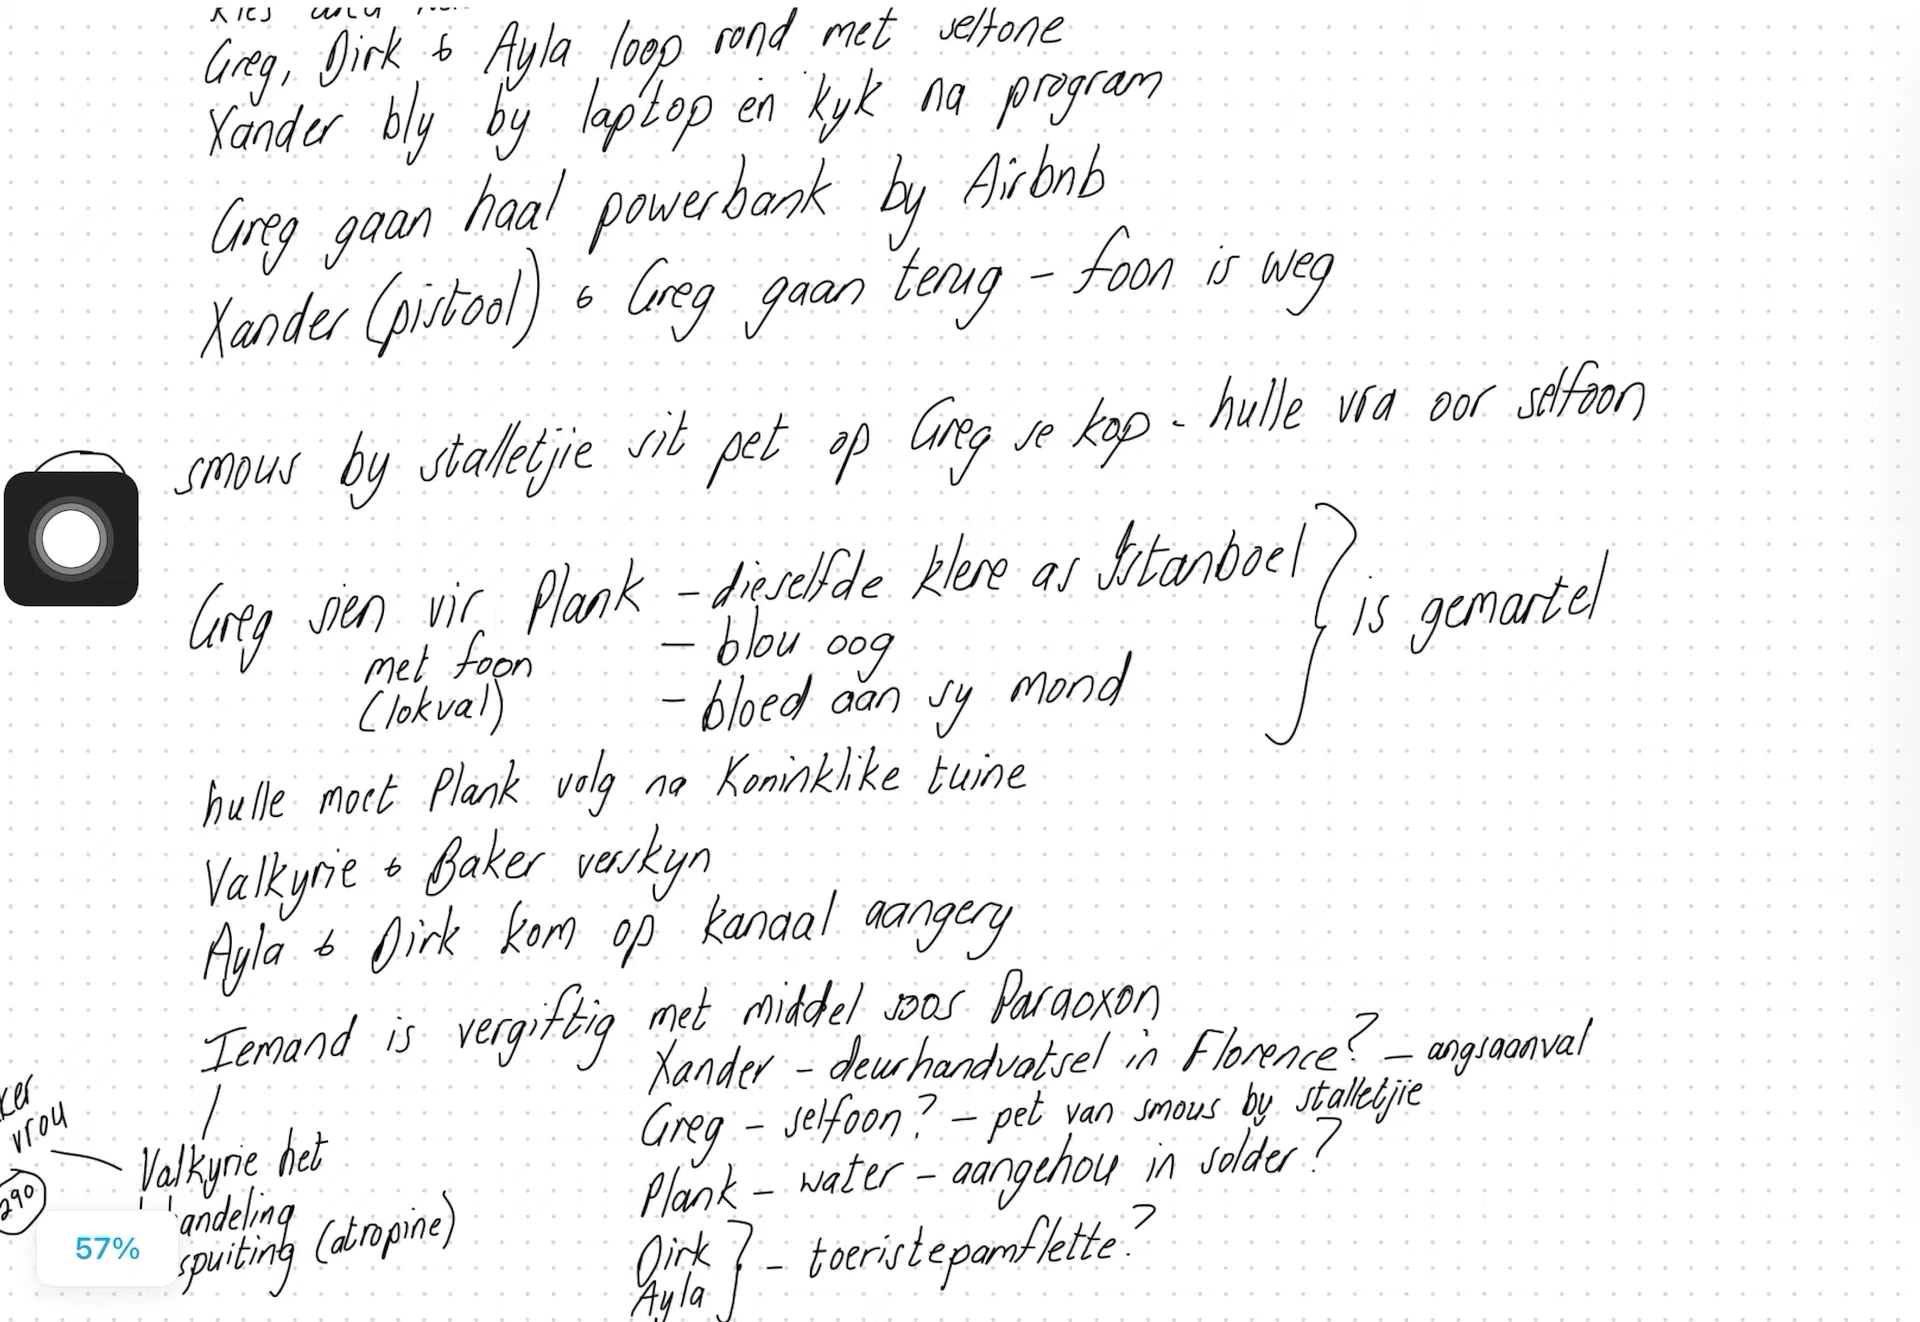 Greg, Dirk & Ayla loop rond met selfone
Xander bly by laptop en kyk na program
Greg gaan haal powerbank by Airbnb
Xander (pistool) & Greg gaan terug - foon is weg
smous by stalletjie sit pet op Greg se kop - hulle vra oor selfoon
Greg sien vir Plank - dieselfde klere as Istanboel } is gemartel
met foon - blou oog
(lokval) - bloed aan sy mond
hulle moet Plank volg na Koninklike tuine
Valkyrie & Baker verskyn
Ayla & Dirk kom op kanaal aangery
Iemand is vergiftig met middel soos Paraoxon
Xander - deurhandvatsel in Florence? - angsaanval
Greg - selfoon? - pet van smous by stalletjie
Plank - water - aangehou in solder?
Dirk } - toeristepamflette?
Ayla
vrou
290
Valkyrie het
andeling
spuiting (atropine)
57%